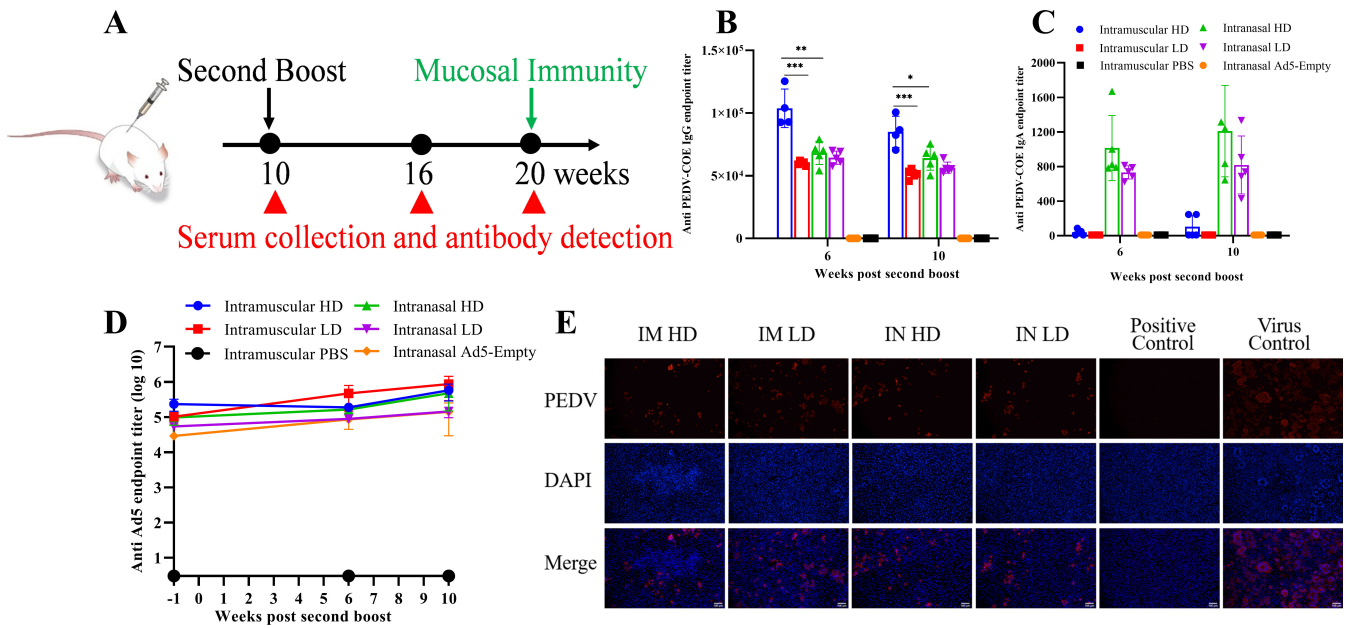 A
Second Boost
Mucosal Immunity
10
16
20 weeks
Serum collection and antibody detection
B
Anti PEDV-COE IgG endpoint titer
1.5×10⁵
1×10⁵
5×10⁴
0
**
***
*
***
6
10
Weeks post second boost
C
Intramuscular HD
Intranasal HD
Intramuscular LD
Intranasal LD
Intramuscular PBS
Intranasal Ad5-Empty
Anti PEDV-COE IgA endpoint titer
1600
1200
800
400
0
6
10
Weeks post second boost
D
Intramuscular HD
Intranasal HD
Intramuscular LD
Intranasal LD
Intramuscular PBS
Intranasal Ad5-Empty
Anti Ad5 endpoint titer (log 10)
7
6
5
4
3
2
1
-1 0 1 2 3 4 5 6 7 8 9 10
Weeks post second boost
E
IM HD
IM LD
IN HD
IN LD
Positive
Control
Virus
Control
PEDV
DAPI
Merge